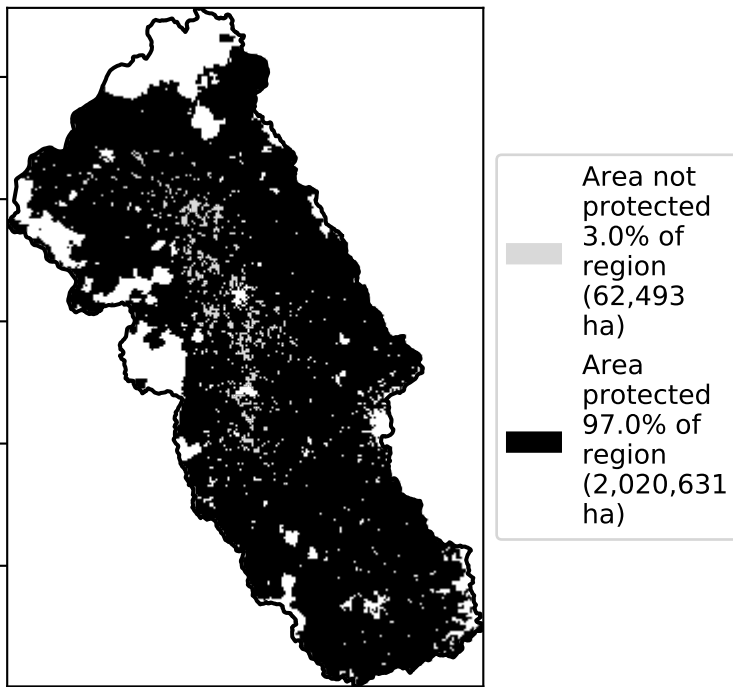 Area not
protected
3.0% of
region
(62,493
ha)
Area
protected
97.0% of
region
(2,020,631
ha)